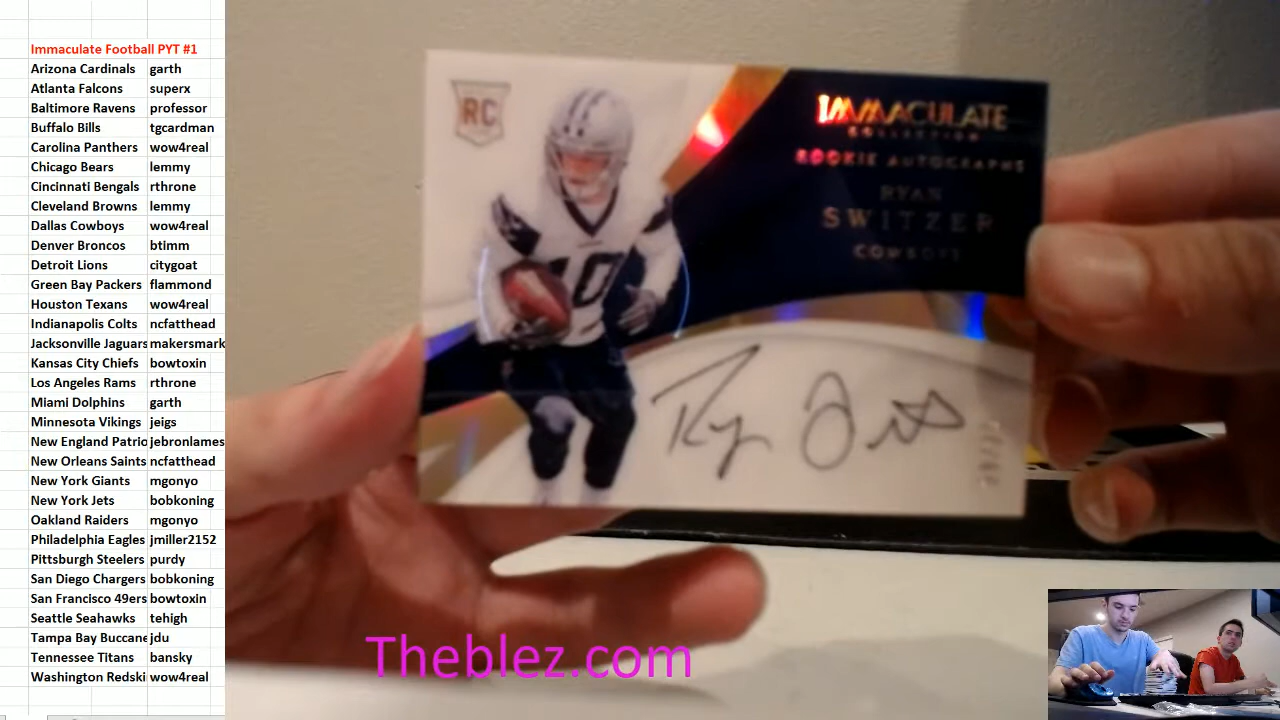 Immaculate Football PYT #1
Arizona Cardinals garth
Atlanta Falcons superx
Baltimore Ravens professor
Buffalo Bills tgcardman
Carolina Panthers wow4real
Chicago Bears lemmy
Cincinnati Bengals rthrone
Cleveland Browns lemmy
Dallas Cowboys wow4real
Denver Broncos btimm
Detroit Lions citygoat
Green Bay Packers flammond
Houston Texans wow4real
Indianapolis Colts ncfatthead
Jacksonville Jaguars makersmark
Kansas City Chiefs bowtoxin
Los Angeles Rams rthrone
Miami Dolphins garth
Minnesota Vikings jeigs
New England Patrio jebronlames
New Orleans Saints ncfatthead
New York Giants mgonyo
New York Jets bobkoning
Oakland Raiders mgonyo
Philadelphia Eagles jmiller2152
Pittsburgh Steelers purdy
San Diego Chargers bobkoning
San Francisco 49ers bowtoxin
Seattle Seahawks tehigh
Tampa Bay Buccane jdu
Tennessee Titans bansky
Washington Redski wow4real
RC
IMMACULATE
COLLECTION
ROOKIE AUTOGRAPHS
RYAN
SWITZER
COWBOYS
10
Theblez.com